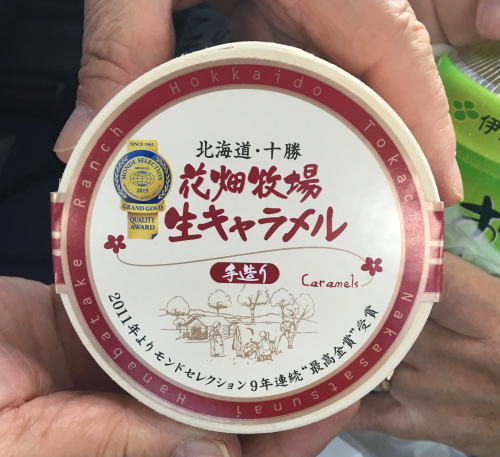 Hanabatake Ranch Hokkaido Tokachi Nakasatsunai
SINCE 1961
MONDE SELECTION
2019
GRAND GOLD
QUALITY
AWARD
北海道・十勝
花畑牧場
生キャラメル
手造り
Caramels
2011年よりモンドセレクション9年連続“最高金賞”受賞
伊
お